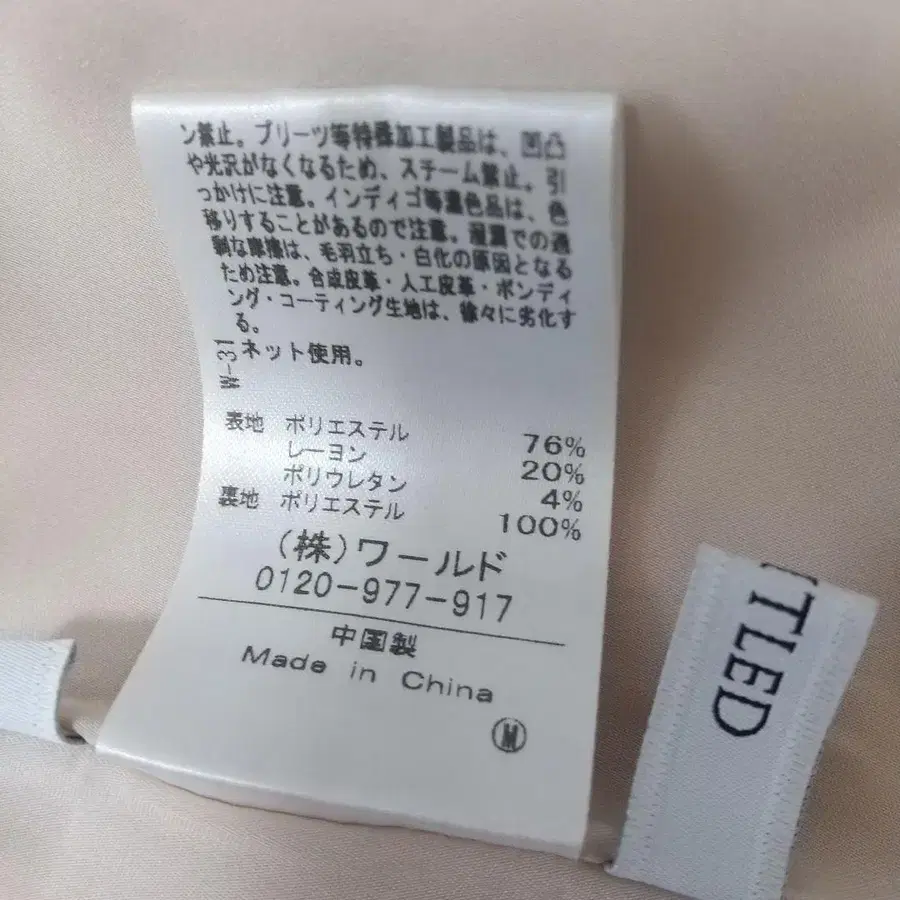 ン禁止。プリーツ等特殊加工製品は、凹凸
や光沢がなくなるため、スチーム禁止。引
っかけに注意。インディゴ等濃色品は、色
移りすることがあるので注意。湿潤での過
剰な摩擦は、毛羽立ち・白化の原因となる
ため注意。合成皮革・人工皮革・ボンディ
ング・コーティング生地は、徐々に劣化す
る。
ネット使用。
W-31
表地 ポリエステル 76%
レーヨン 20%
ポリウレタン 4%
裏地 ポリエステル 100%
(株)ワールド
0120-977-917
中国製
Made in China
M
TLED